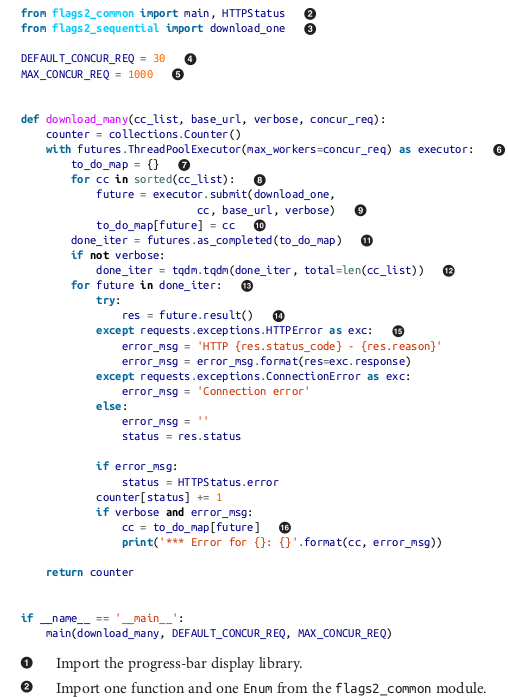 from flags2_common import main, HTTPStatus ❷
from flags2_sequential import download_one ❸

DEFAULT_CONCUR_REQ = 30 ❹
MAX_CONCUR_REQ = 1000 ❺


def download_many(cc_list, base_url, verbose, concur_req):
    counter = collections.Counter()
    with futures.ThreadPoolExecutor(max_workers=concur_req) as executor: ❻
        to_do_map = {} ❼
        for cc in sorted(cc_list): ❽
            future = executor.submit(download_one,
                            cc, base_url, verbose) ❾
            to_do_map[future] = cc ❿
        done_iter = futures.as_completed(to_do_map) ⓫
        if not verbose:
            done_iter = tqdm.tqdm(done_iter, total=len(cc_list)) ⓬
        for future in done_iter: ⓭
            try:
                res = future.result() ⓮
            except requests.exceptions.HTTPError as exc: ⓯
                error_msg = 'HTTP {res.status_code} - {res.reason}'
                error_msg = error_msg.format(res=exc.response)
            except requests.exceptions.ConnectionError as exc:
                error_msg = 'Connection error'
            else:
                error_msg = ''
                status = res.status

            if error_msg:
                status = HTTPStatus.error
            counter[status] += 1
            if verbose and error_msg:
                cc = to_do_map[future] ⓰
                print('*** Error for {}: {}'.format(cc, error_msg))

    return counter


if __name__ == '__main__':
    main(download_many, DEFAULT_CONCUR_REQ, MAX_CONCUR_REQ)
❶ Import the progress-bar display library.
❷ Import one function and one Enum from the flags2_common module.